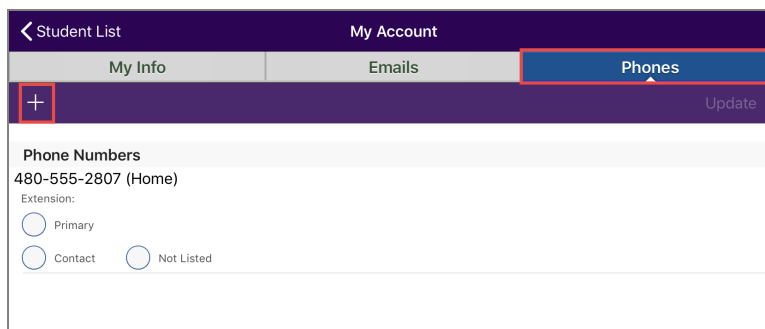 Student List My Account
My Info Emails Phones
+ Update
Phone Numbers
480-555-2807 (Home)
Extension:
Primary
Contact Not Listed